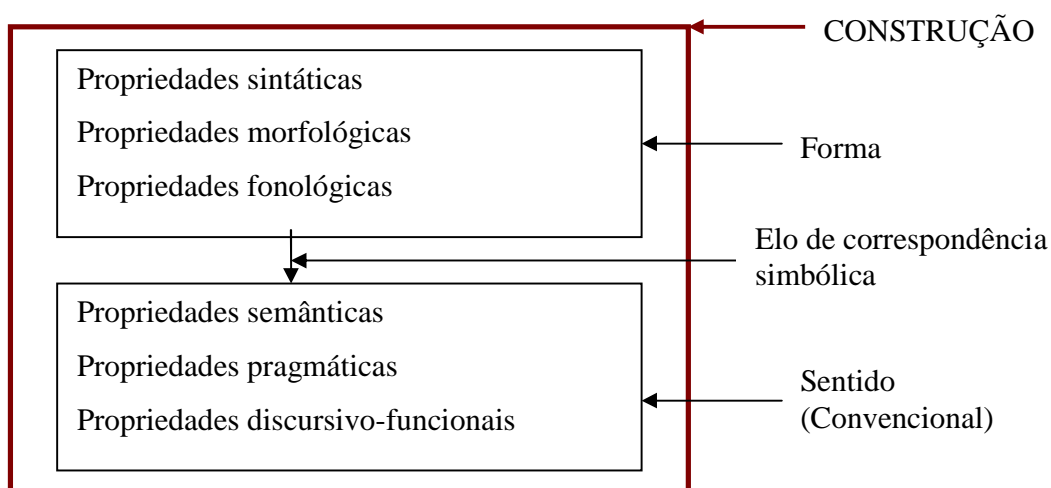 CONSTRUÇÃO
Propriedades sintáticas
Propriedades morfológicas
Propriedades fonológicas
Forma
Elo de correspondência
simbólica
Propriedades semânticas
Propriedades pragmáticas
Propriedades discursivo-funcionais
Sentido
(Convencional)